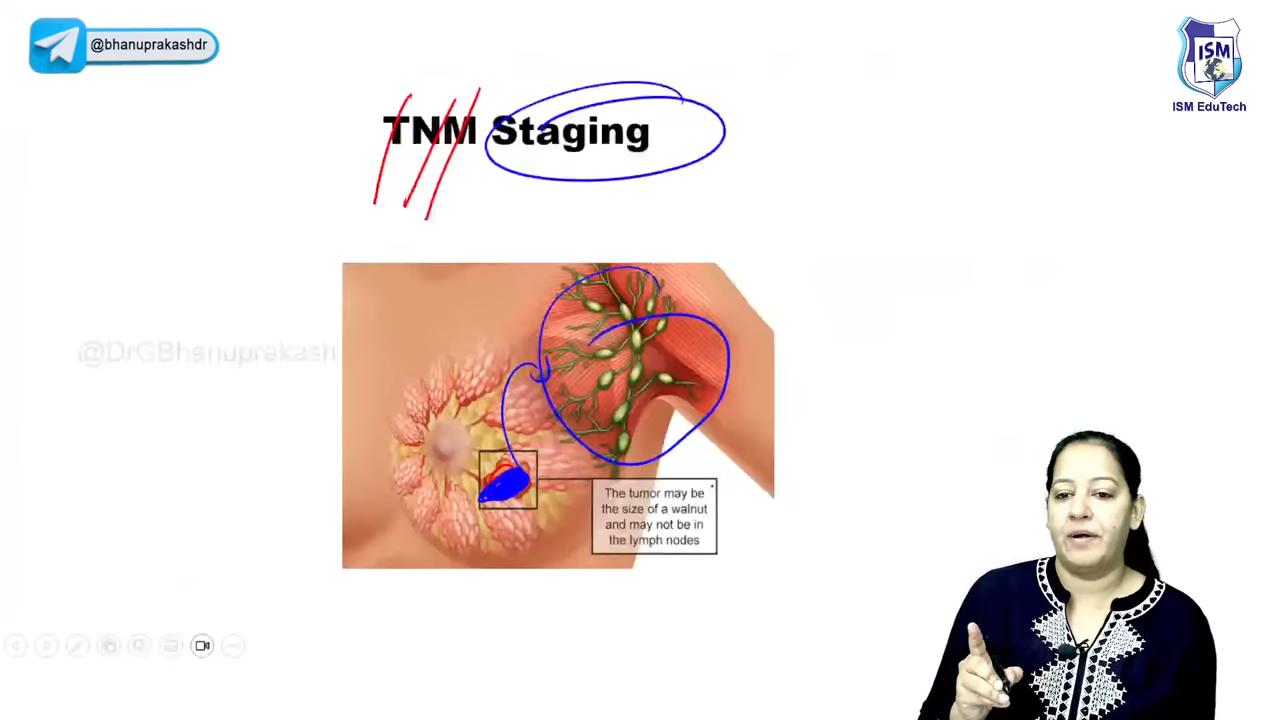 @bhanuprakashdr
ISM
ISM EduTech
TNM Staging
@DrGBhanuprakash
The tumor may be
the size of a walnut
and may not be in
the lymph nodes